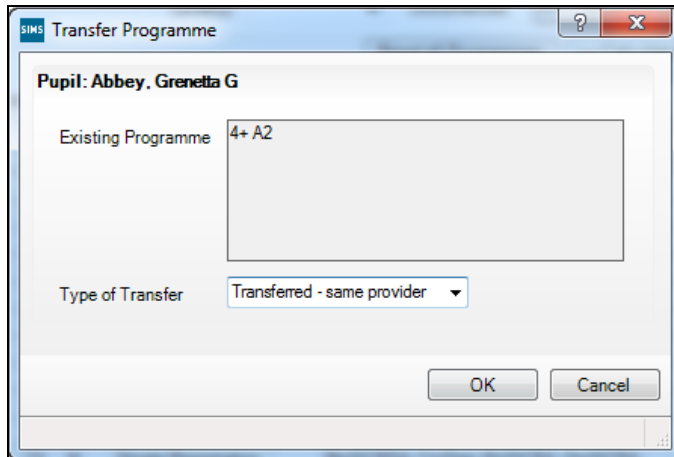 SIMS Transfer Programme
?
Pupil: Abbey, Grenetta G
Existing Programme
4+ A2
Type of Transfer
Transferred - same provider
OK
Cancel